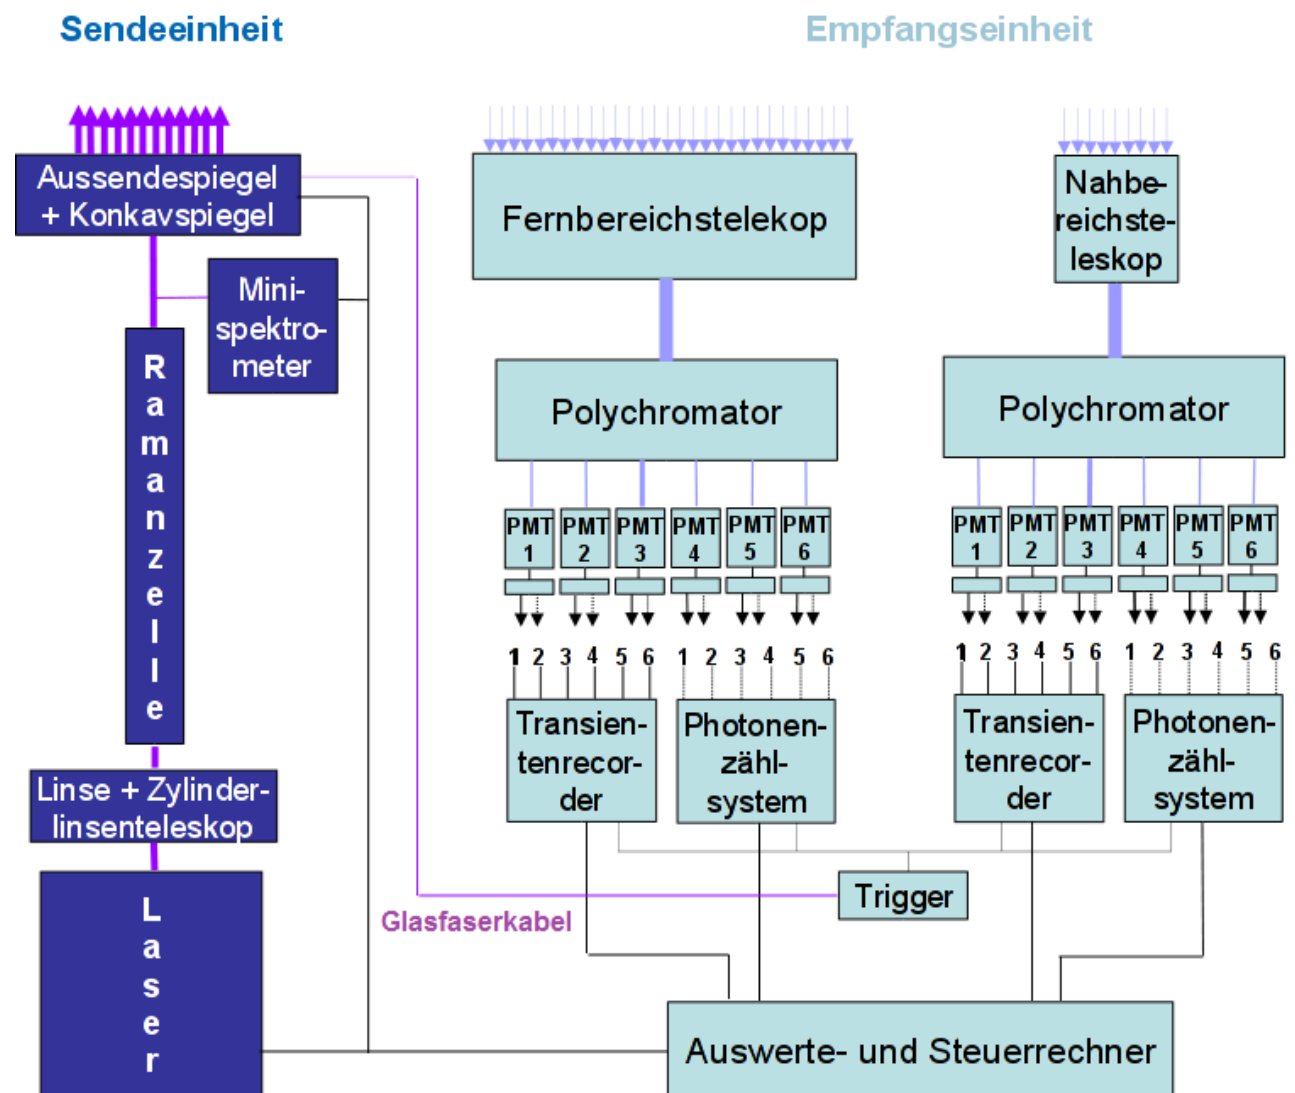 Sendeeinheit
Empfangseinheit
Aussendespiegel
+ Konkavspiegel
Mini-
spektro-
meter
R
a
m
a
n
z
e
l
l
e
Linse + Zylinder-
linsenteleskop
L
a
s
e
r
Fernbereichstelekop
Polychromator
PMT PMT PMT PMT PMT PMT
1 2 3 4 5 6
1 2 3 4 5 6 1 2 3 4 5 6
Transien-
tenrecor-
der
Photonen-
zähl-
system
Nahbe-
reichste-
leskop
Polychromator
PMT PMT PMT PMT PMT PMT
1 2 3 4 5 6
1 2 3 4 5 6 1 2 3 4 5 6
Transien-
tenrecor-
der
Photonen-
zähl-
system
Trigger
Glasfaserkabel
Auswerte- und Steuerrechner